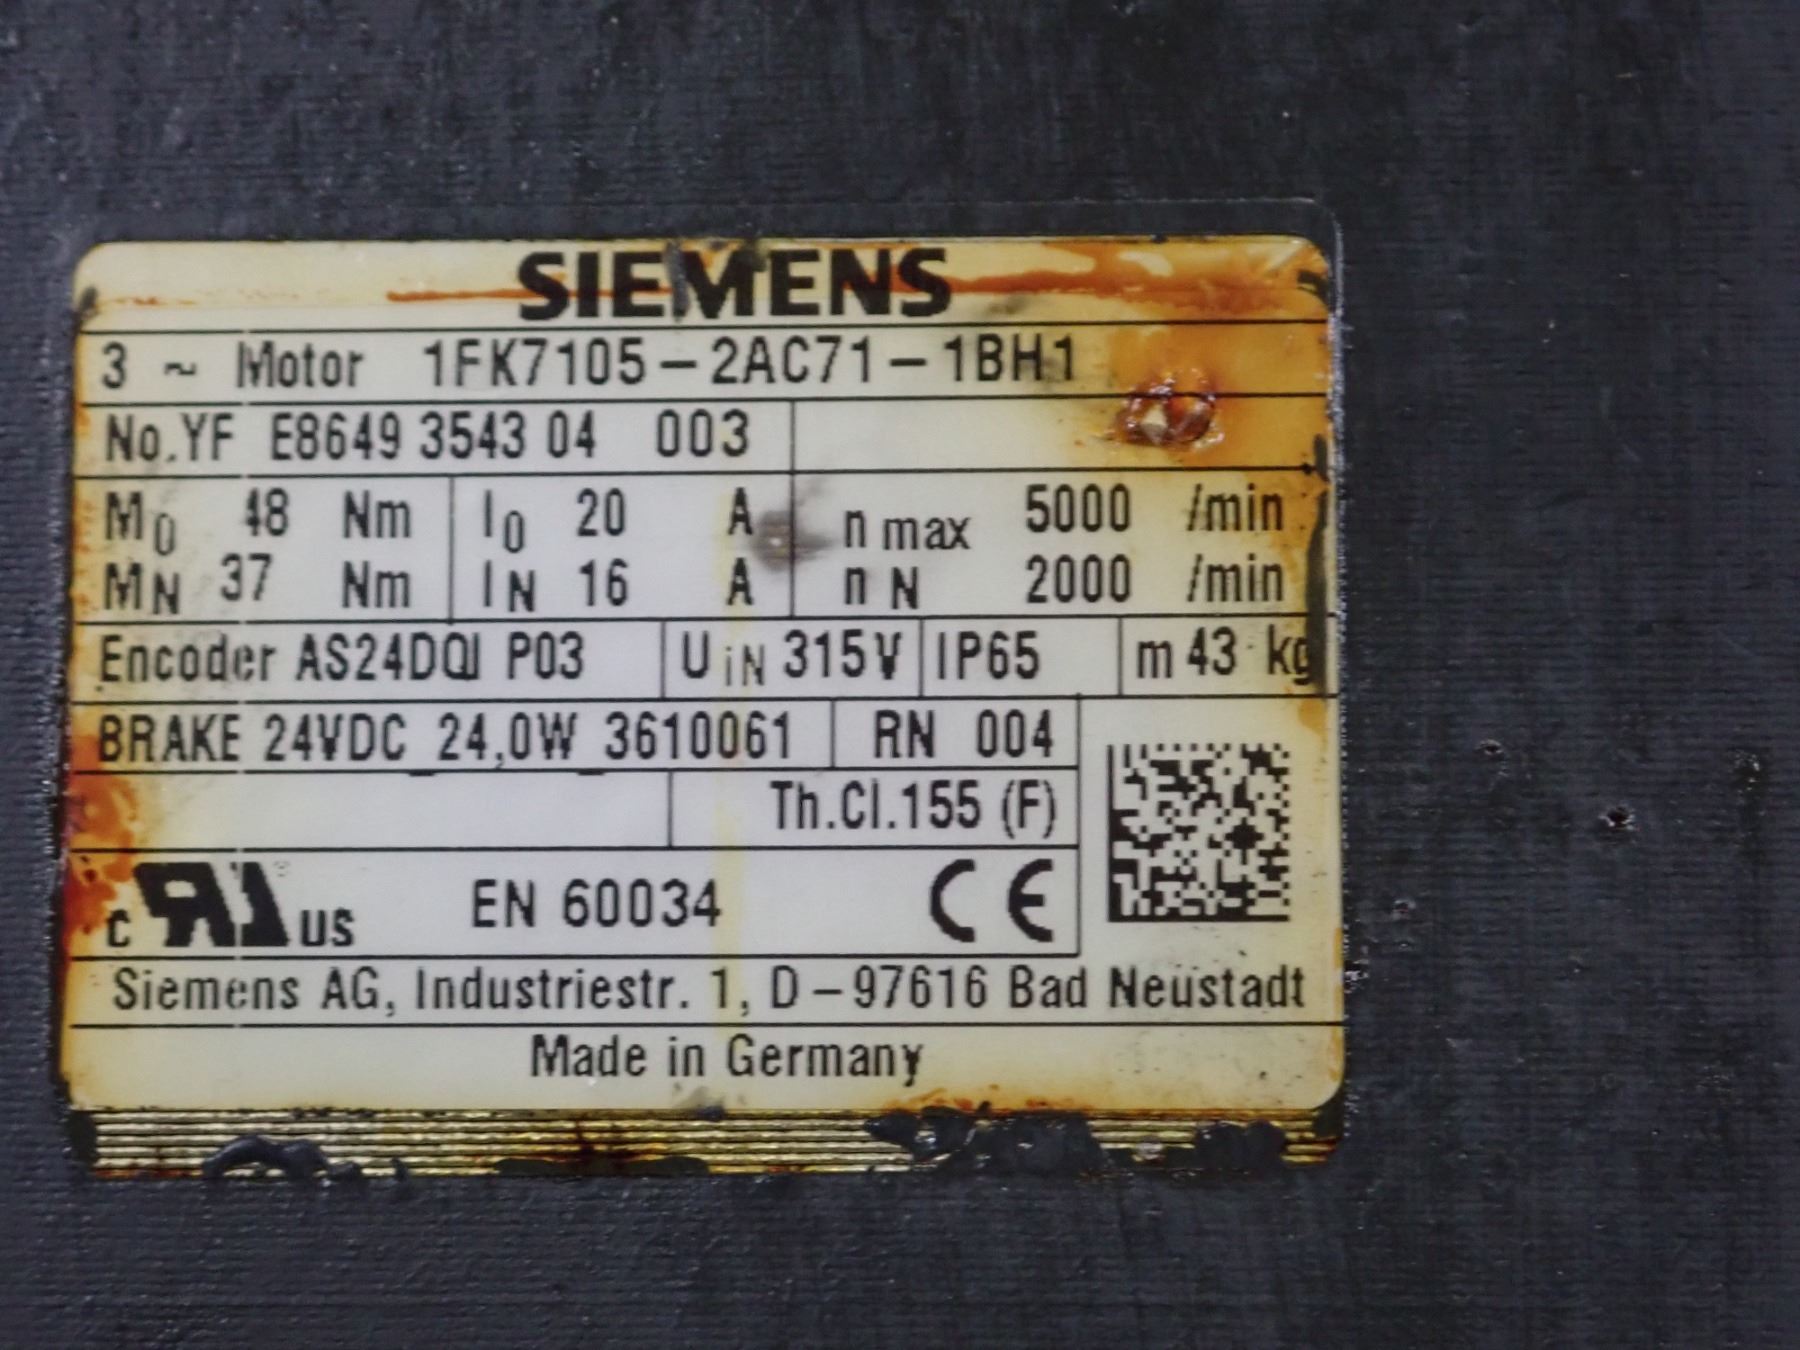 SIEMENS
3 ~ Motor 1FK7105-2AC71-1BH1
No.YF E8649 3543 04 003
M0 48 Nm I0 20 A n max 5000 /min
MN 37 Nm IN 16 A n N 2000 /min
Encoder AS24DQI P03 UiN 315V IP65 m 43 kg
BRAKE 24VDC 24,0W 3610061 RN 004
Th.Cl.155 (F)
c RU US EN 60034 CE
Siemens AG, Industriestr. 1, D-97616 Bad Neustadt
Made in Germany